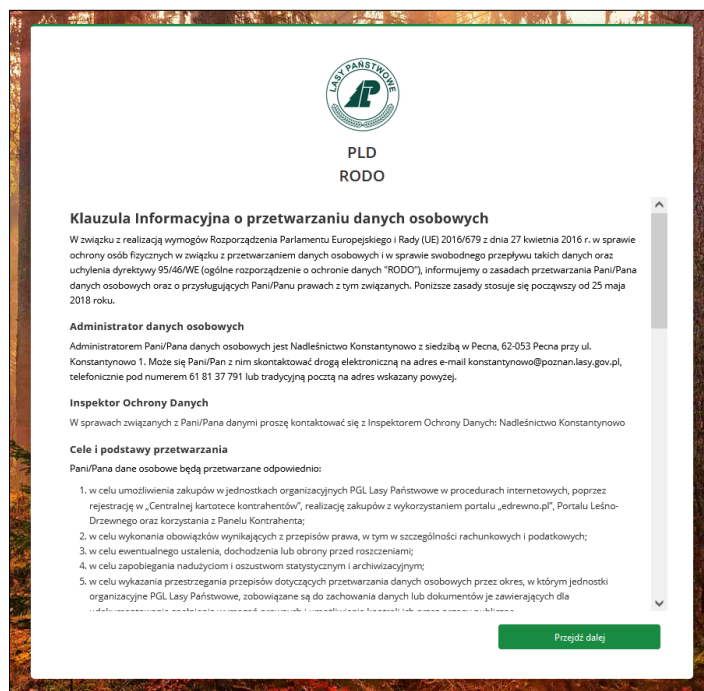 LASY PAŃSTWOWE
PLD
RODO
Klauzula Informacyjna o przetwarzaniu danych osobowych
W związku z realizacją wymogów Rozporządzenia Parlamentu Europejskiego i Rady (UE) 2016/679 z dnia 27 kwietnia 2016 r. w sprawie
ochrony osób fizycznych w związku z przetwarzaniem danych osobowych i w sprawie swobodnego przepływu takich danych oraz
uchylenia dyrektywy 95/46/WE (ogólne rozporządzenie o ochronie danych "RODO"), informujemy o zasadach przetwarzania Pani/Pana
danych osobowych oraz o przysługujących Pani/Panu prawach z tym związanych. Poniższe zasady stosuje się począwszy od 25 maja
2018 roku.
Administrator danych osobowych
Administratorem Pani/Pana danych osobowych jest Nadleśnictwo Konstantynowo z siedzibą w Pecna, 62-053 Pecna przy ul.
Konstantynowo 1. Może się Pani/Pan z nim skontaktować drogą elektroniczną na adres e-mail konstantynowo@poznan.lasy.gov.pl,
telefonicznie pod numerem 61 81 37 791 lub tradycyjną pocztą na adres wskazany powyżej.
Inspektor Ochrony Danych
W sprawach związanych z Pani/Pana danymi proszę kontaktować się z Inspektorem Ochrony Danych: Nadleśnictwo Konstantynowo
Cele i podstawy przetwarzania
Pani/Pana dane osobowe będą przetwarzane odpowiednio:
1. w celu umożliwienia zakupów w jednostkach organizacyjnych PGL Lasy Państwowe w procedurach internetowych, poprzez
rejestrację w „Centralnej kartotece kontrahentów”, realizację zakupów z wykorzystaniem portalu „edrewno.pl”, Portalu Leśno-
Drzewnego oraz korzystania z Panelu Kontrahenta;
2. w celu wykonania obowiązków wynikających z przepisów prawa, w tym w szczególności rachunkowych i podatkowych;
3. w celu ewentualnego ustalenia, dochodzenia lub obrony przed roszczeniami;
4. w celu zapobiegania nadużyciom i oszustwom statystycznym i archiwizacyjnym;
5. w celu wykazania przestrzegania przepisów dotyczących przetwarzania danych osobowych przez okres, w którym jednostki
organizacyjne PGL Lasy Państwowe, zobowiązane są do zachowania danych lub dokumentów je zawierających dla
Przejdź dalej